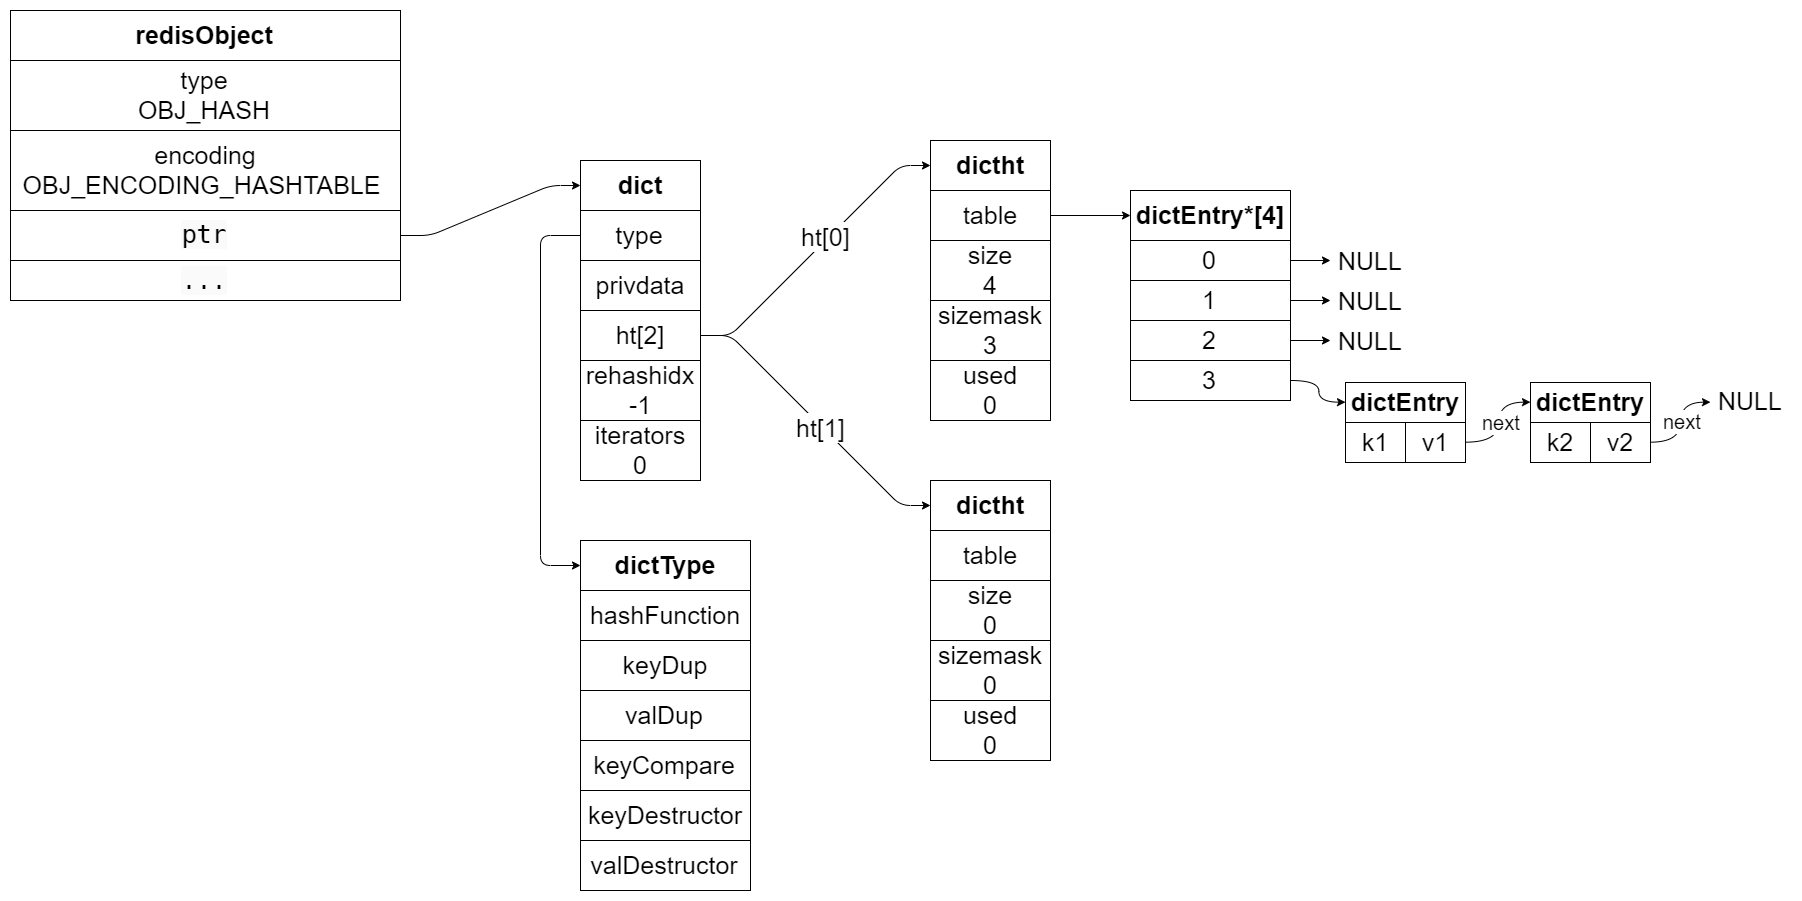 redisObject
type
OBJ_HASH
encoding
OBJ_ENCODING_HASHTABLE
ptr
...
dict
type
privdata
ht[2]
rehashidx
-1
iterators
0
dictType
hashFunction
keyDup
valDup
keyCompare
keyDestructor
valDestructor
ht[0]
ht[1]
dictht
table
size
4
sizemask
3
used
0
dictht
table
size
0
sizemask
0
used
0
dictEntry*[4]
0
NULL
1
NULL
2
NULL
3
dictEntry
k1 v1
next
dictEntry
k2 v2
next
NULL